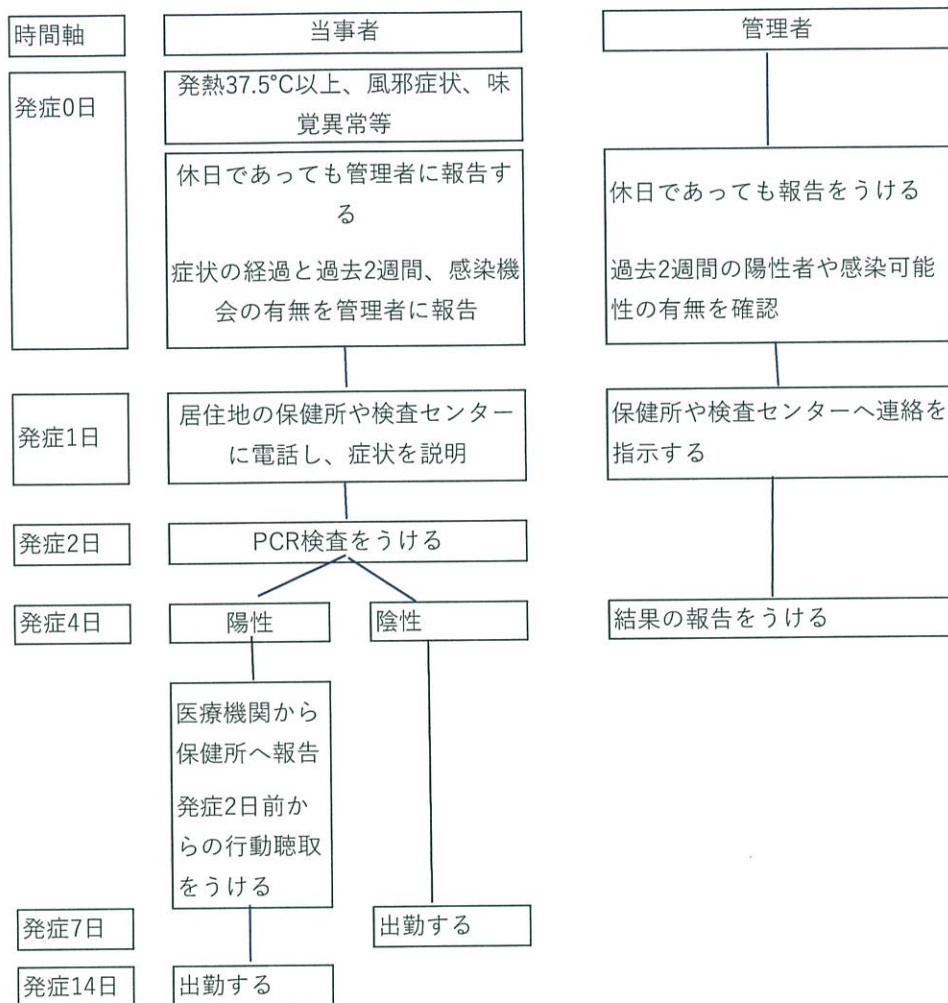 時間軸
当事者
管理者
発症0日
発熱37.5°C以上、風邪症状、味
覚異常等
休日であっても管理者に報告す
る
症状の経過と過去2週間、感染機
会の有無を管理者に報告
休日であっても報告をうける
過去2週間の陽性者や感染可能
性の有無を確認
発症1日
居住地の保健所や検査センター
に電話し、症状を説明
保健所や検査センターへ連絡を
指示する
発症2日
PCR検査をうける
発症4日
陽性
陰性
結果の報告をうける
医療機関から
保健所へ報告
発症2日前か
らの行動聴取
をうける
発症7日
出勤する
発症14日
出勤する